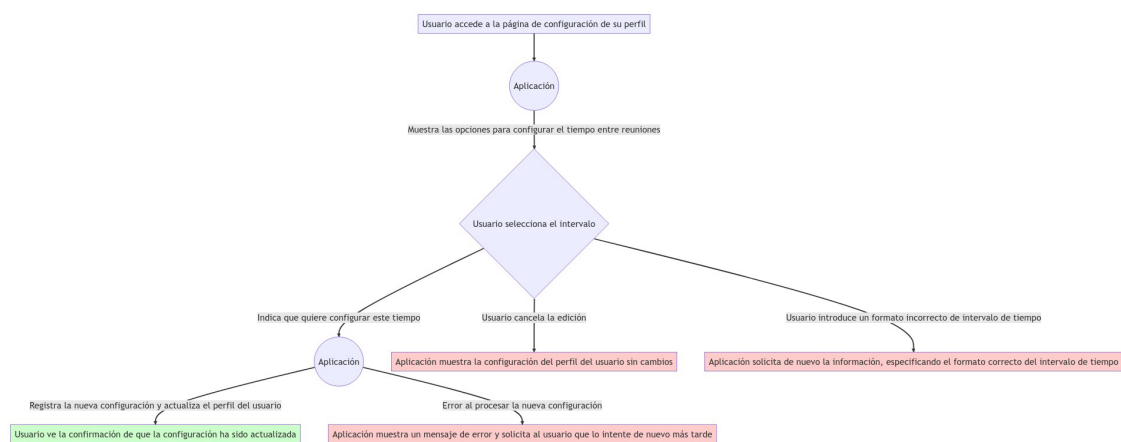 Usuario accede a la página de configuración de su perfil
Aplicación
Muestra las opciones para configurar el tiempo entre reuniones
Usuario selecciona el intervalo
Indica que quiere configurar este tiempo
Usuario cancela la edición
Usuario introduce un formato incorrecto de intervalo de tiempo
Aplicación
Aplicación muestra la configuración del perfil del usuario sin cambios
Aplicación solicita de nuevo la información, especificando el formato correcto del intervalo de tiempo
Registra la nueva configuración y actualiza el perfil del usuario
Error al procesar la nueva configuración
Usuario ve la confirmación de que la configuración ha sido actualizada
Aplicación muestra un mensaje de error y solicita al usuario que lo intente de nuevo más tarde